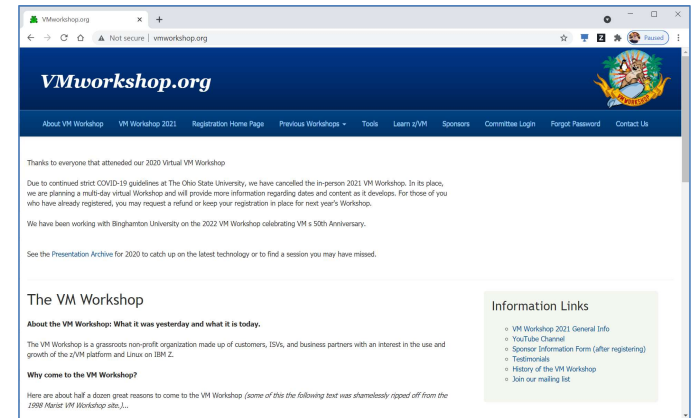 VMworkshop.org
Not secure | vmworkshop.org
Paused
VMworkshop.org
VM WORKSHOP
About VM Workshop VM Workshop 2021 Registration Home Page Previous Workshops Tools Learn z/VM Sponsors Committee Login Forgot Password Contact Us
Thanks to everyone that atteneded our 2020 Virtual VM Workshop
Due to continued strict COVID-19 guidelines at The Ohio State University, we have cancelled the in-person 2021 VM Workshop. In its place,
we are planning a multi-day virtual Workshop and will provide more information regarding dates and content as it develops. For those of you
who have already registered, you may request a refund or keep your registration in place for next year's Workshop.
We have been working with Binghamton University on the 2022 VM Workshop celebrating VM s 50th Anniversary.
See the Presentation Archive for 2020 to catch up on the latest technology or to find a session you may have missed.
The VM Workshop
About the VM Workshop: What it was yesterday and what it is today.
The VM Workshop is a grassroots non-profit organization made up of customers, ISVs, and business partners with an interest in the use and
growth of the z/VM platform and Linux on IBM Z.
Why come to the VM Workshop?
Here are about half a dozen great reasons to come to the VM Workshop (some of this the following text was shamelessly ripped off from the
1998 Marist VM Workshop site.)...
Information Links
VM Workshop 2021 General Info
YouTube Channel
Sponsor Information Form (after registering)
Testimonials
History of the VM Workshop
Join our mailing list